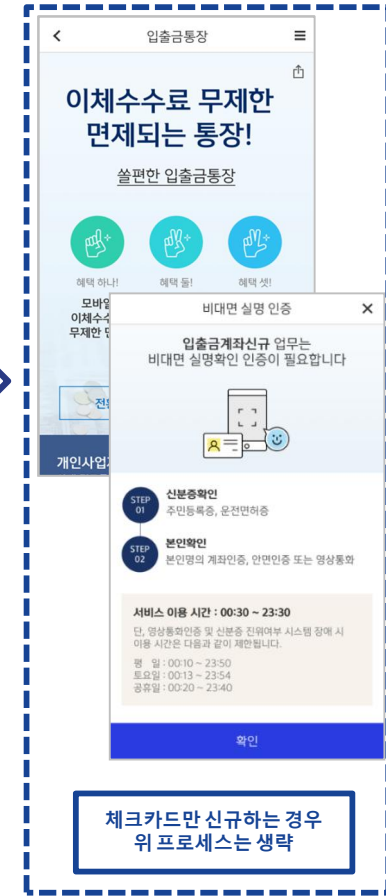 입출금통장
이체수수료 무제한
면제되는 통장!
쏠편한 입출금통장
혜택 하나!
혜택 둘!
혜택 셋!
모바일
이체수수
무제한 면
전환
개인사업자
비대면 실명 인증
입출금계좌신규 업무는
비대면 실명확인 인증이 필요합니다
STEP
01
신분증확인
주민등록증, 운전면허증
STEP
02
본인확인
본인명의 계좌인증, 안면인증 또는 영상통화
서비스 이용 시간 : 00:30 ~ 23:30
단, 영상통화인증 및 신분증 진위여부 시스템 장애 시
이용 시간은 다음과 같이 제한됩니다.
평 일 : 00:10 ~ 23:50
토요일 : 00:13 ~ 23:54
공휴일 : 00:20 ~ 23:40
확인
체크카드만 신규하는 경우
위 프로세스는 생략